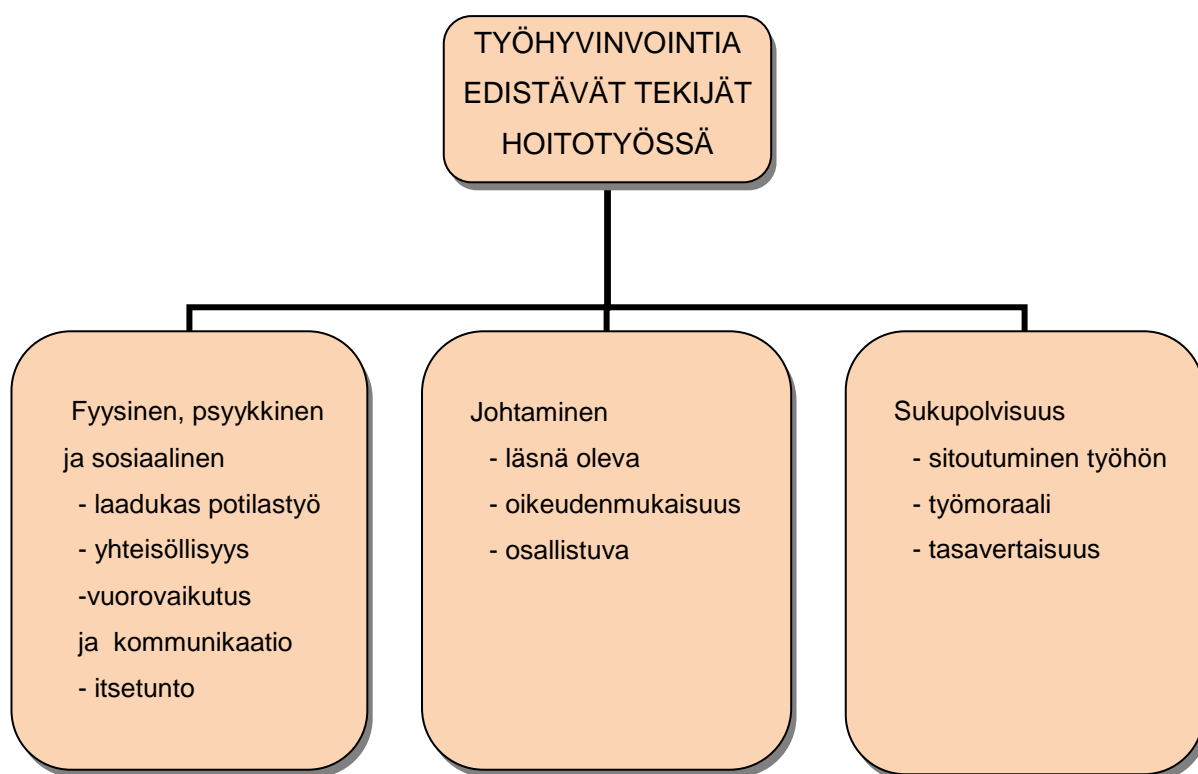 TYÖHYVINVOINTIA
EDISTÄVÄT TEKIJÄT
HOITOTYÖSSÄ
Fyysinen, psyykkinen
ja sosiaalinen
- laadukas potilastyö
- yhteisöllisyys
-vuorovaikutus
ja kommunikaatio
- itsetunto
Johtaminen
- läsnä oleva
- oikeudenmukaisuus
- osallistuva
Sukupolvisuus
- sitoutuminen työhön
- työmoraali
- tasavertaisuus